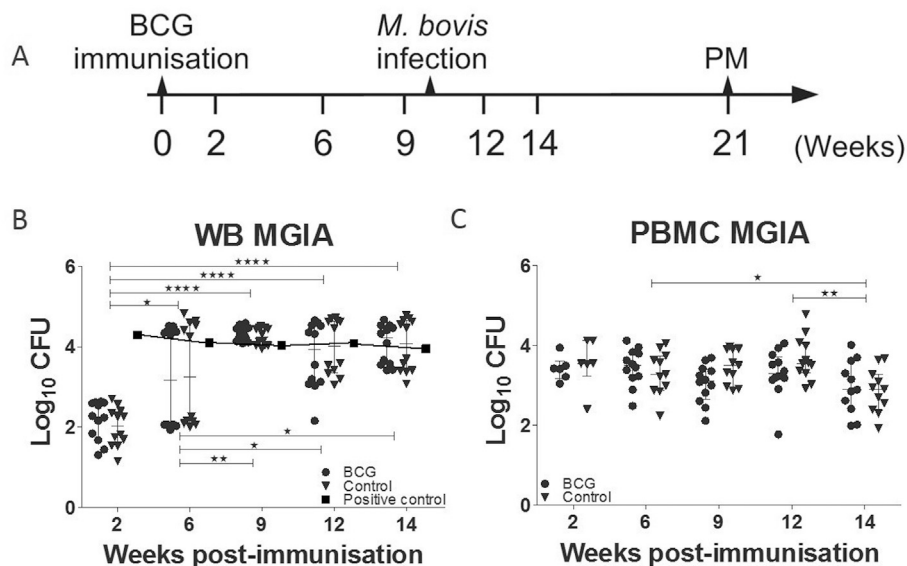 A
BCG
immunisation
M. bovis
infection
PM
0 2 6 9 12 14 21 (Weeks)
B
WB MGIA
Log10 CFU
6
4
2
0
****
****
****
*
*
*
**
BCG
Control
Positive control
2 6 9 12 14
Weeks post-immunisation
C
PBMC MGIA
Log10 CFU
6
4
2
0
*
**
BCG
Control
2 6 9 12 14
Weeks post-immunisation